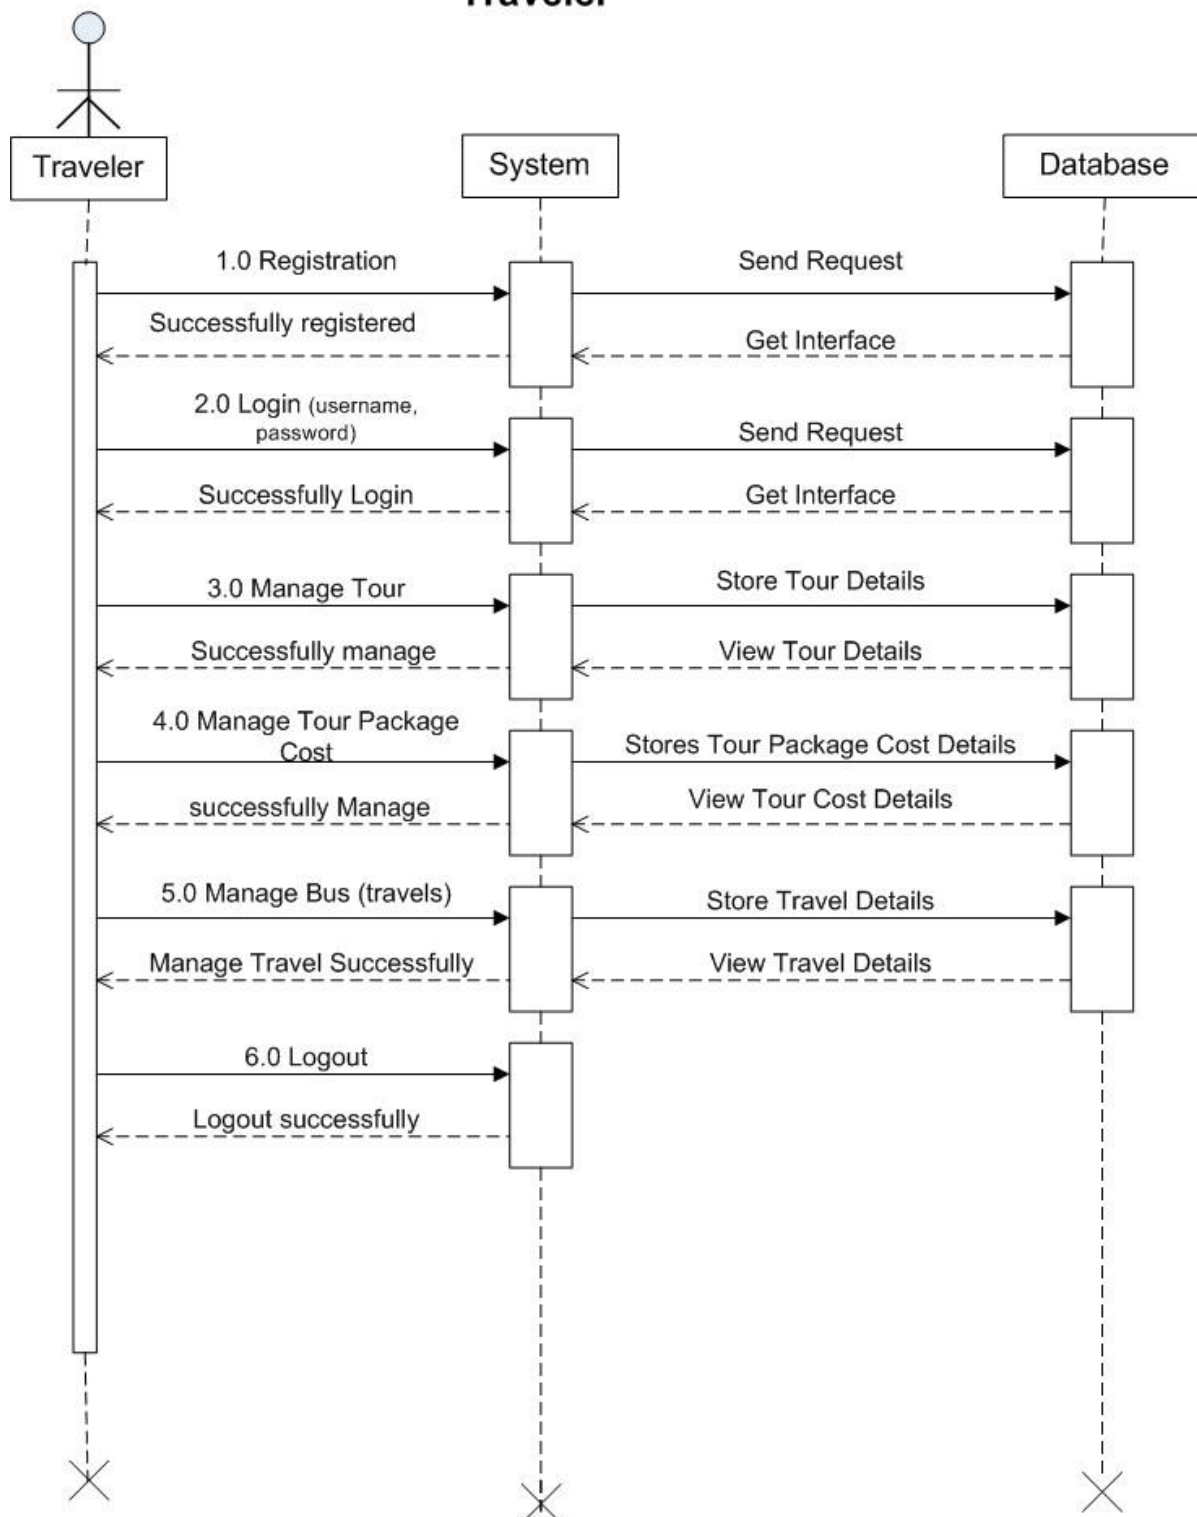 Traveler
Traveler
System
Database
1.0 Registration
Send Request
Successfully registered
Get Interface
2.0 Login (username,
password)
Send Request
Successfully Login
Get Interface
3.0 Manage Tour
Store Tour Details
Successfully manage
View Tour Details
4.0 Manage Tour Package
Cost
Stores Tour Package Cost Details
successfully Manage
View Tour Cost Details
5.0 Manage Bus (travels)
Store Travel Details
Manage Travel Successfully
View Travel Details
6.0 Logout
Logout successfully